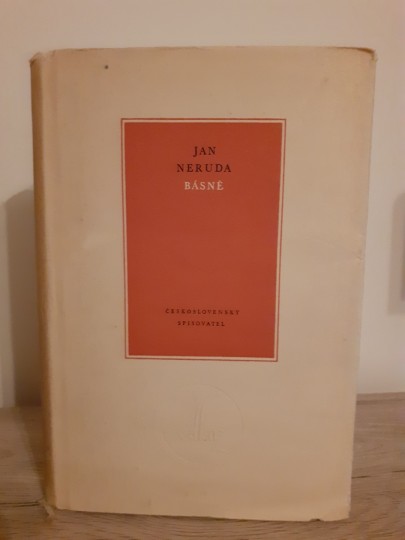 JAN
NERUDA
BÁSNĚ
ČESKOSLOVENSKÝ
SPISOVATEL